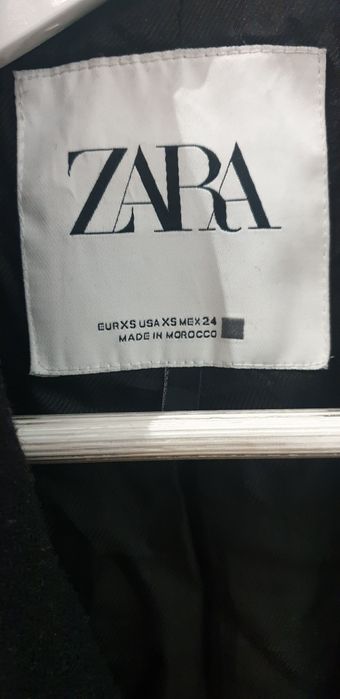 ZARA
EUR XS USA XS MEX 24
MADE IN MOROCCO